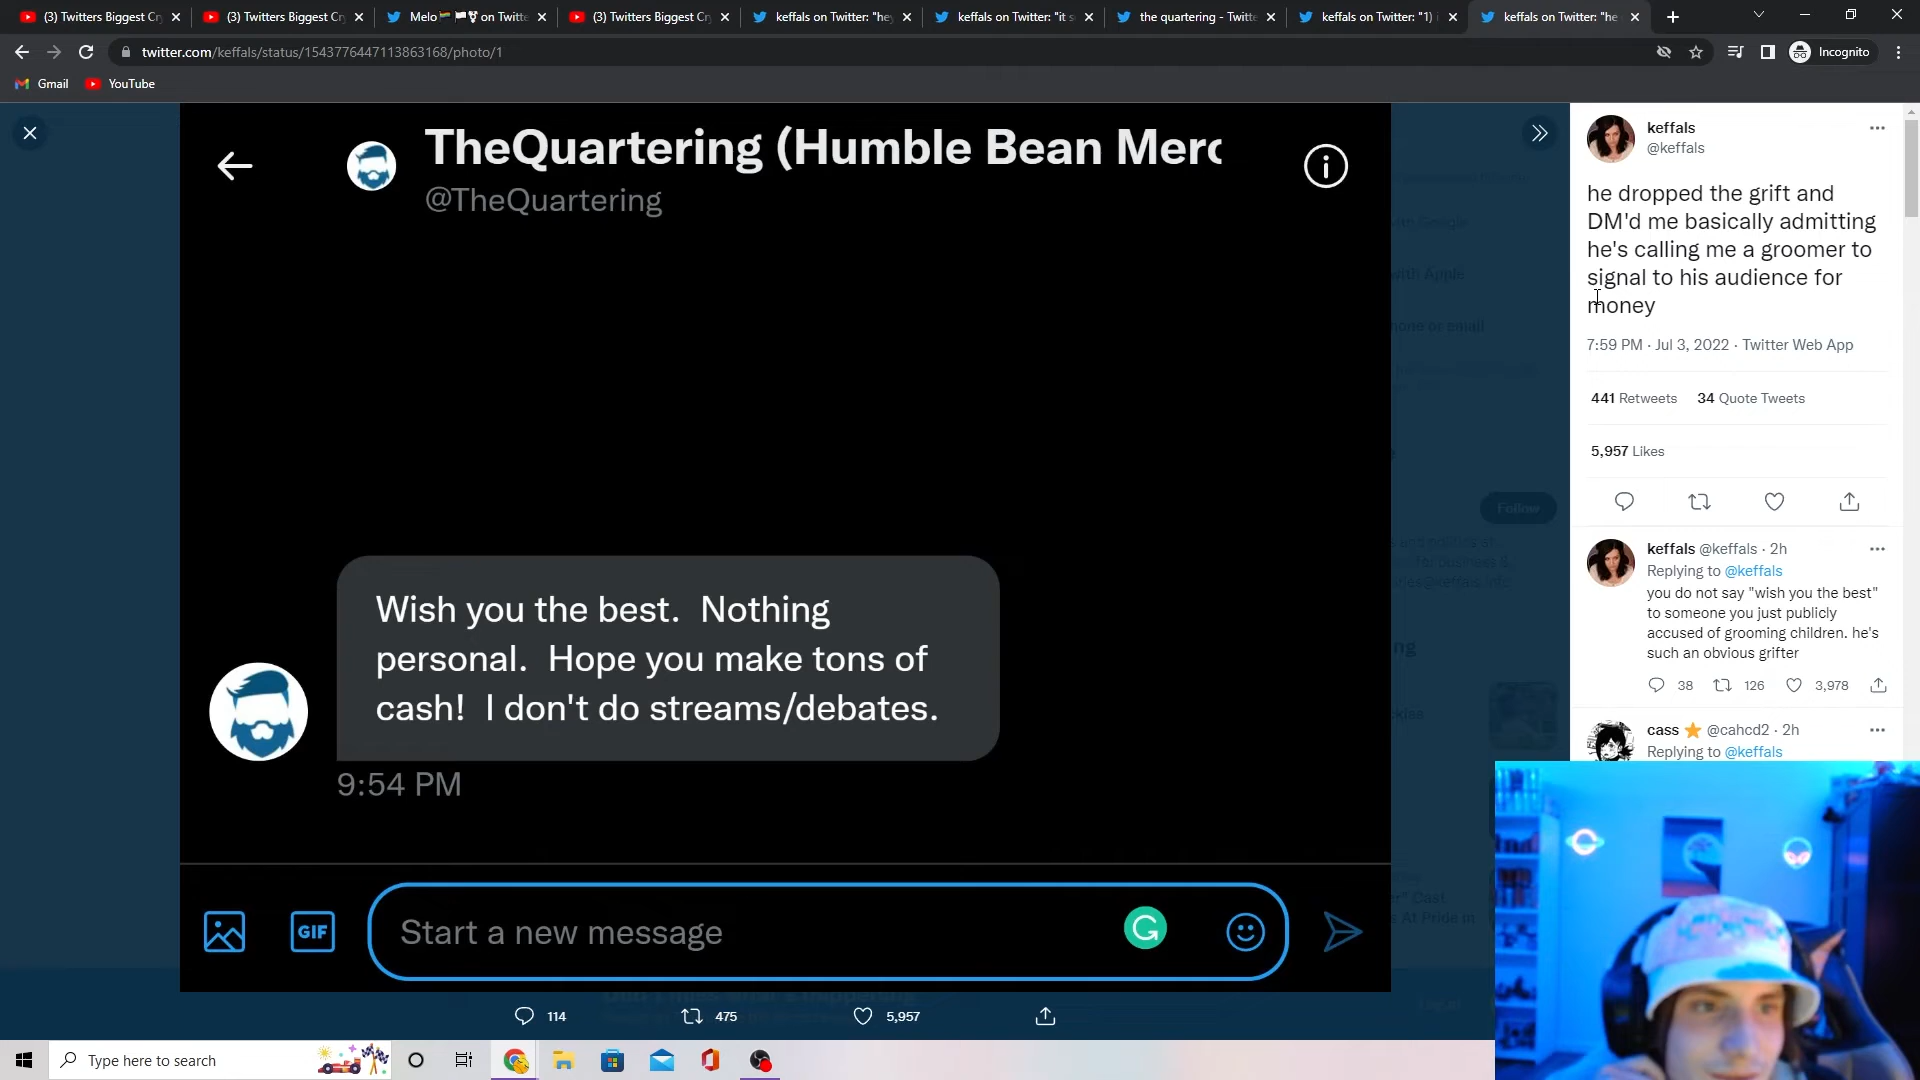 (3) Twitters Biggest Cr
(3) Twitters Biggest Cr
Melo🏴🏳⚧ on Twitte
(3) Twitters Biggest Cr
keffals on Twitter: "hey
keffals on Twitter: "it s
the quartering - Twitte
keffals on Twitter: "1) i
keffals on Twitter: "he
twitter.com/keffals/status/1543776447113863168/photo/1
Incognito
Gmail
YouTube
TheQuartering (Humble Bean Merc
@TheQuartering
Wish you the best.  Nothing
personal.  Hope you make tons of
cash!  I don't do streams/debates.
9:54 PM
GIF
Start a new message
114
475
5,957
keffals
@keffals
he dropped the grift and
DM'd me basically admitting
he's calling me a groomer to
signal to his audience for
money
7:59 PM · Jul 3, 2022 · Twitter Web App
441 Retweets 34 Quote Tweets
5,957 Likes
keffals @keffals · 2h
Replying to @keffals
you do not say "wish you the best"
to someone you just publicly
accused of grooming children. he's
such an obvious grifter
38 126 3,978
cass ⭐ @cahcd2 · 2h
Replying to @keffals
Follow
Type here to search